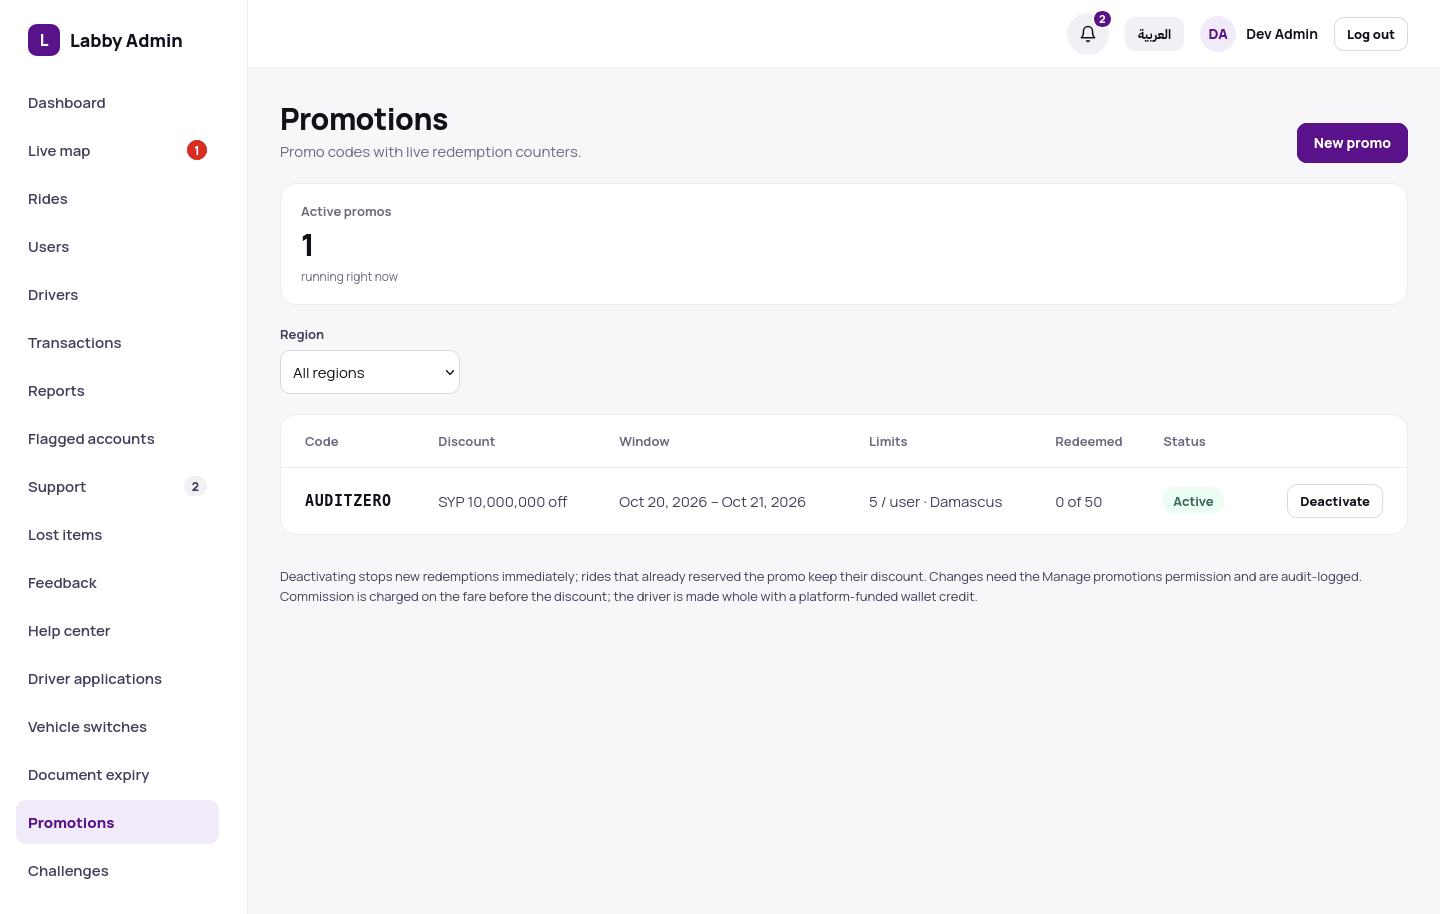 L
Labby Admin
2
العربية
DA
Dev Admin
Log out
Dashboard
Live map
1
Rides
Users
Drivers
Transactions
Reports
Flagged accounts
Support
2
Lost items
Feedback
Help center
Driver applications
Vehicle switches
Document expiry
Promotions
Challenges
Promotions
Promo codes with live redemption counters.
New promo
Active promos
1
running right now
Region
All regions
Code Discount Window Limits Redeemed Status
AUDITZERO SYP 10,000,000 off Oct 20, 2026 – Oct 21, 2026 5 / user · Damascus 0 of 50 Active Deactivate
Deactivating stops new redemptions immediately; rides that already reserved the promo keep their discount. Changes need the Manage promotions permission and are audit-logged.
Commission is charged on the fare before the discount; the driver is made whole with a platform-funded wallet credit.